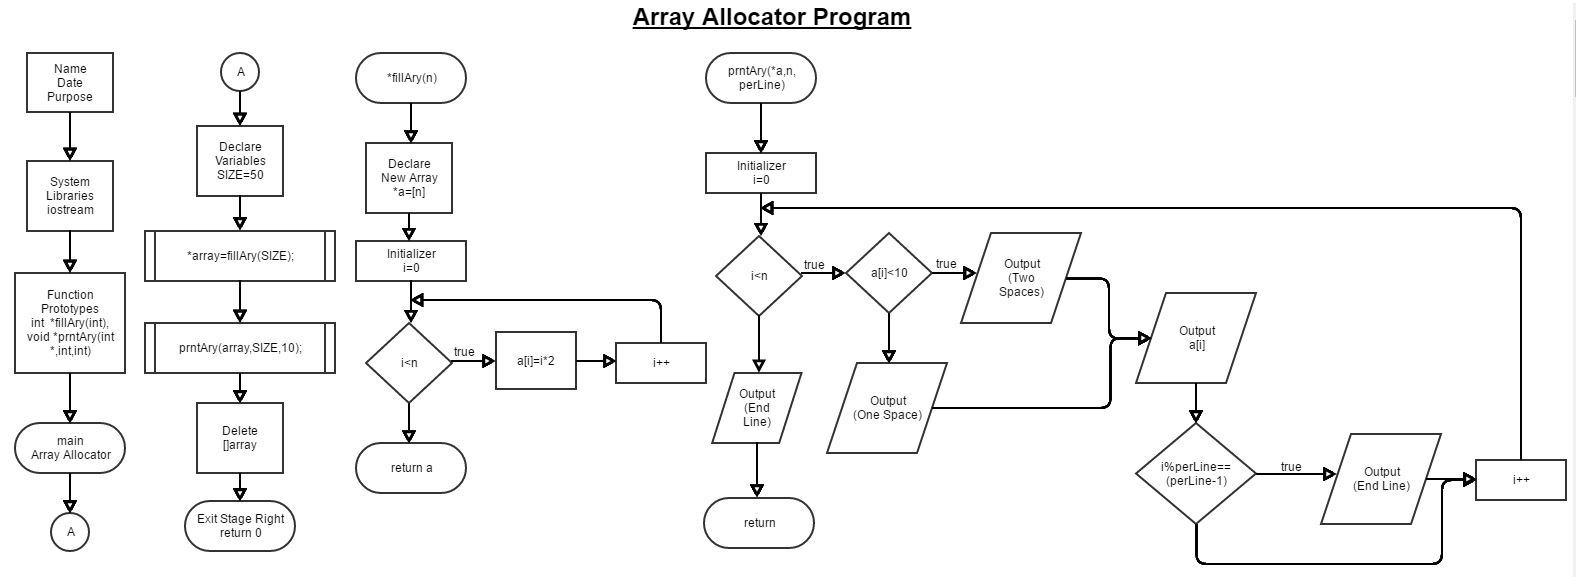 Array Allocator Program
Name
Date
Purpose
System
Libraries
iostream
Function
Prototypes
int *fillAry(int),
void *prntAry(int
*,int,int)
main
Array Allocator
A
A
Declare
Variables
SIZE=50
*array=fillAry(SIZE);
prntAry(array,SIZE,10);
Delete
[]array
Exit Stage Right
return 0
*fillAry(n)
Declare
New Array
*a=[n]
Initializer
i=0
i<n
true
a[i]=i*2
i++
return a
prntAry(*a,n,
perLine)
Initializer
i=0
i<n
true
a[i]<10
true
Output
(Two
Spaces)
Output
(End
Line)
Output
(One Space)
Output
a[i]
return
i%perLine==
(perLine-1)
true
Output
(End Line)
i++